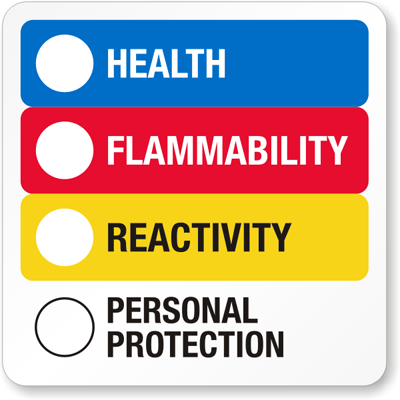 HEALTH
FLAMMABILITY
REACTIVITY
PERSONAL
PROTECTION